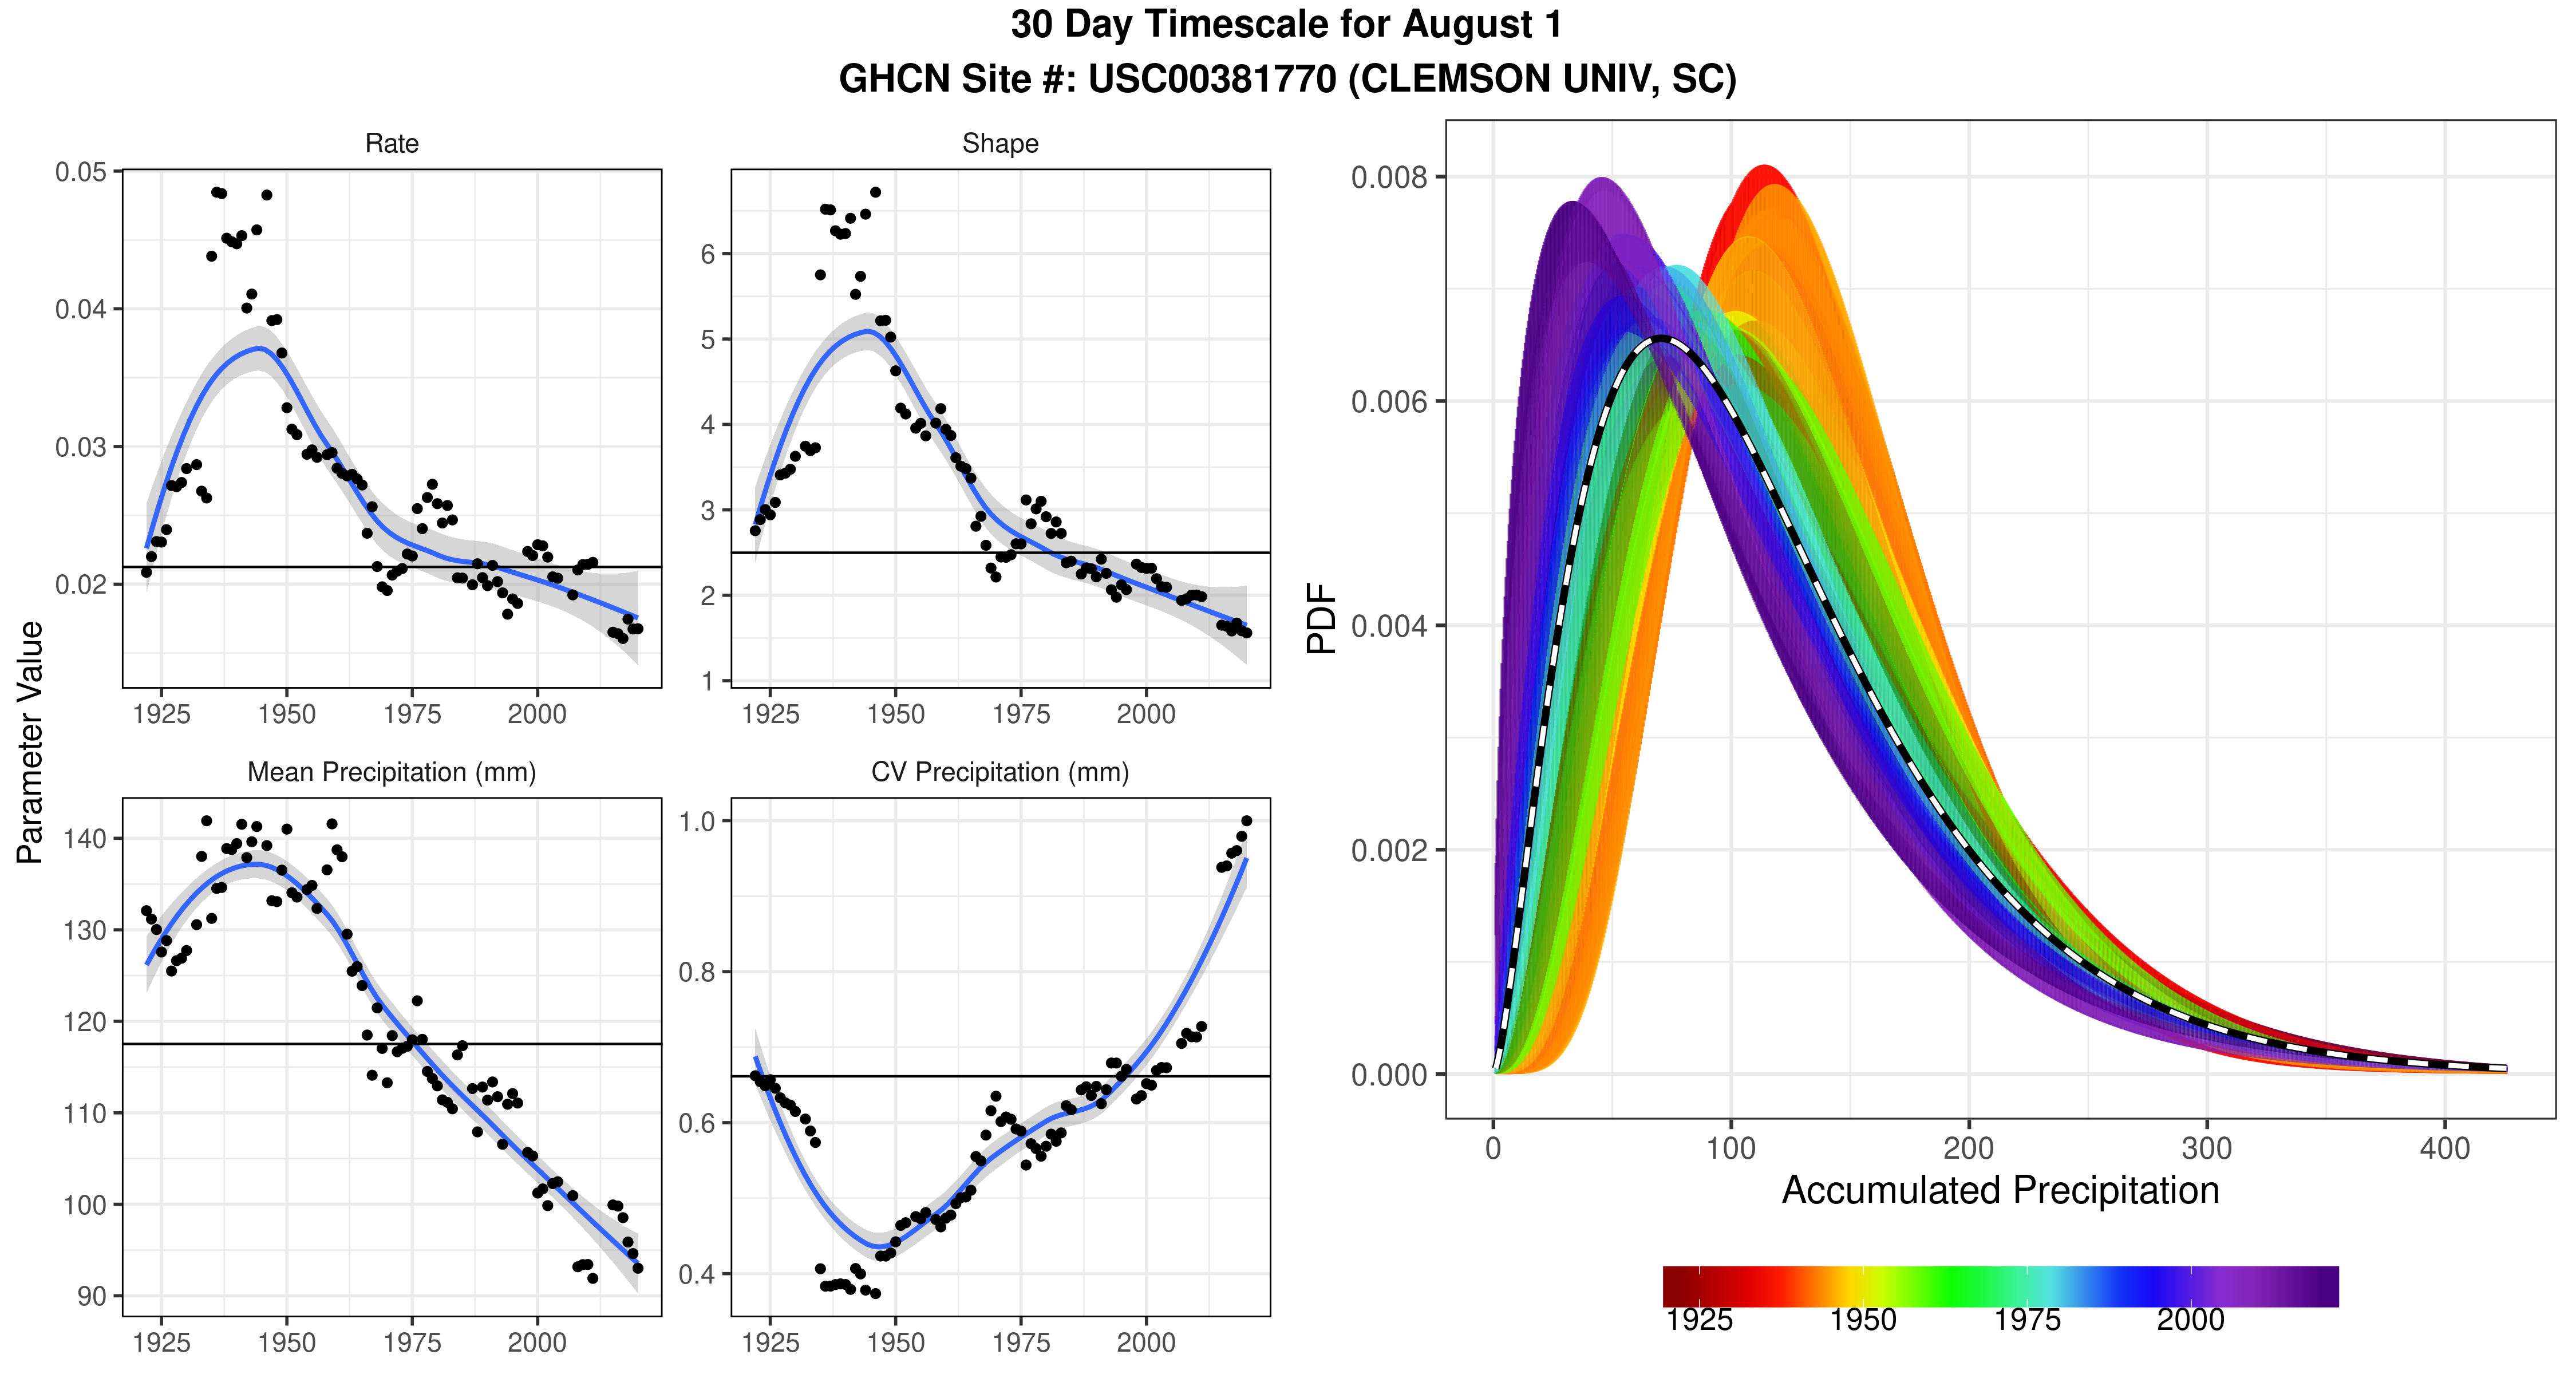 30 Day Timescale for August 1
GHCN Site #: USC00381770 (CLEMSON UNIV, SC)
Parameter Value
Rate
0.05
0.04
0.03
0.02
1925 1950 1975 2000
Shape
6
5
4
3
2
1
1925 1950 1975 2000
Mean Precipitation (mm)
140
130
120
110
100
90
1925 1950 1975 2000
CV Precipitation (mm)
1.0
0.8
0.6
0.4
1925 1950 1975 2000
PDF
0.008
0.006
0.004
0.002
0.000
0 100 200 300 400
Accumulated Precipitation
1925 1950 1975 2000